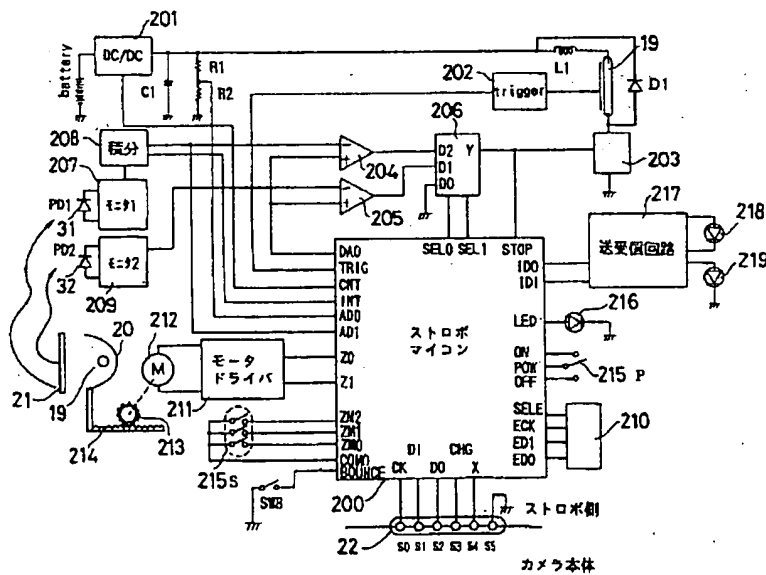 201
DC/DC
battery
C1
R1
R2
L1
19
D1
202
trigger
206
203
208
積分
207
PD1
モニタ1
31
PD2
モニタ2
32
209
204
205
D2 Y
D1
D0
SEL0 SEL1 STOP
217
送受信回路
218
219
DA0
TRIG
CNT
INT
AD0
AD1
Z0
Z1
ZM2
ZM1
ZM0
COM0
BOUNCE
ストロボ
マイコン
ID0
ID1
LED
216
ON
POW
OFF
215 P
SELE
ECK
ED1
ED0
210
20
212
M
モータ
ドライバ
211
21
19
213
214
215S
SWB
200
DI CHG
CK DO X
22
S0 S1 S2 S3 S4 S5
ストロボ側
カメラ本体